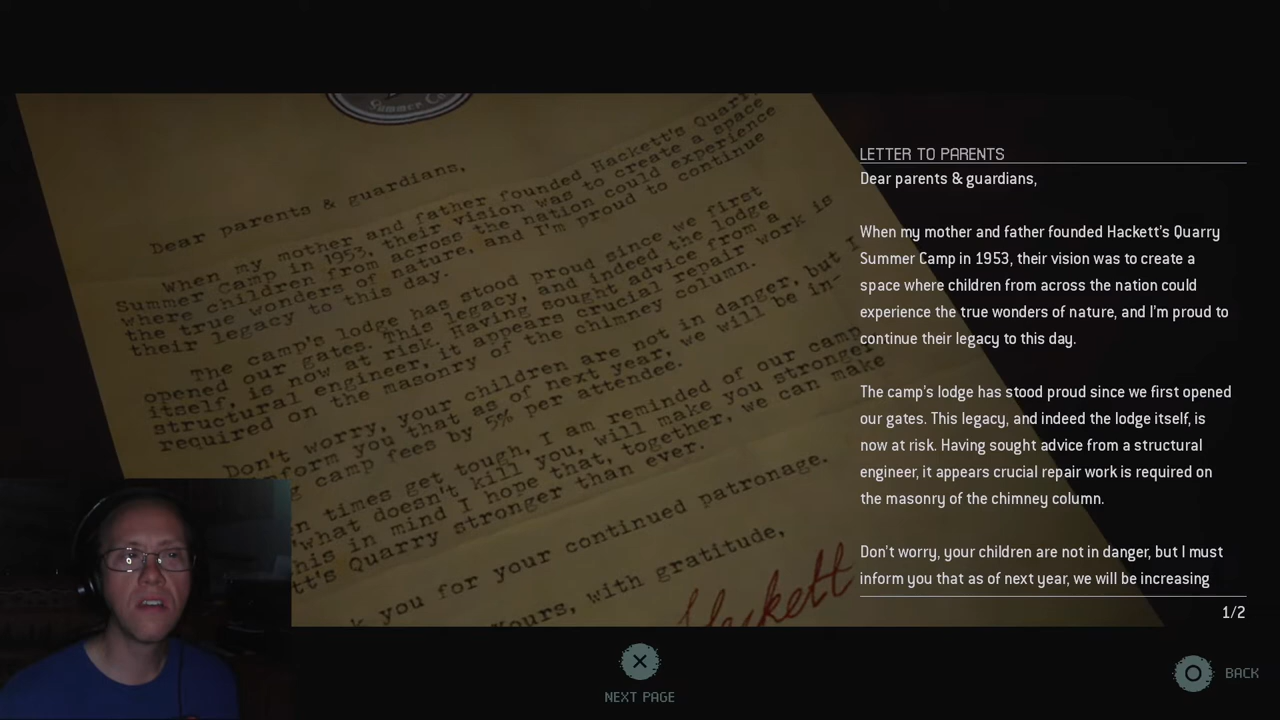 Summer Ca
Dear parents & guardians,
When my mother and father founded Hackett's Quarry
Summer Camp in 1953, their vision was to create a space
where children from across the nation could experience
the true wonders of nature, and I'm proud to continue
their legacy to this day.
The camp's lodge has stood proud since we first
opened our gates. This legacy, and indeed the lodge
itself, is now at risk. Having sought advice from a
structural engineer, it appears crucial repair work is
required on the masonry of the chimney column.
Don't worry, your children are not in danger, but I
form you that as of next year, we will be in-
g camp fees by 5% per attendee.
n times get tough, I am reminded of our camp
'what doesn't kill you, will make you stronger
his in mind I hope that, together, we can make
tt's Quarry stronger than ever.
k you for your continued patronage.
Yours, with gratitude,
Hackett
LETTER TO PARENTS
Dear parents & guardians,
When my mother and father founded Hackett's Quarry
Summer Camp in 1953, their vision was to create a
space where children from across the nation could
experience the true wonders of nature, and I'm proud to
continue their legacy to this day.
The camp's lodge has stood proud since we first opened
our gates. This legacy, and indeed the lodge itself, is
now at risk. Having sought advice from a structural
engineer, it appears crucial repair work is required on
the masonry of the chimney column.
Don't worry, your children are not in danger, but I must
inform you that as of next year, we will be increasing
1/2
NEXT PAGE
BACK